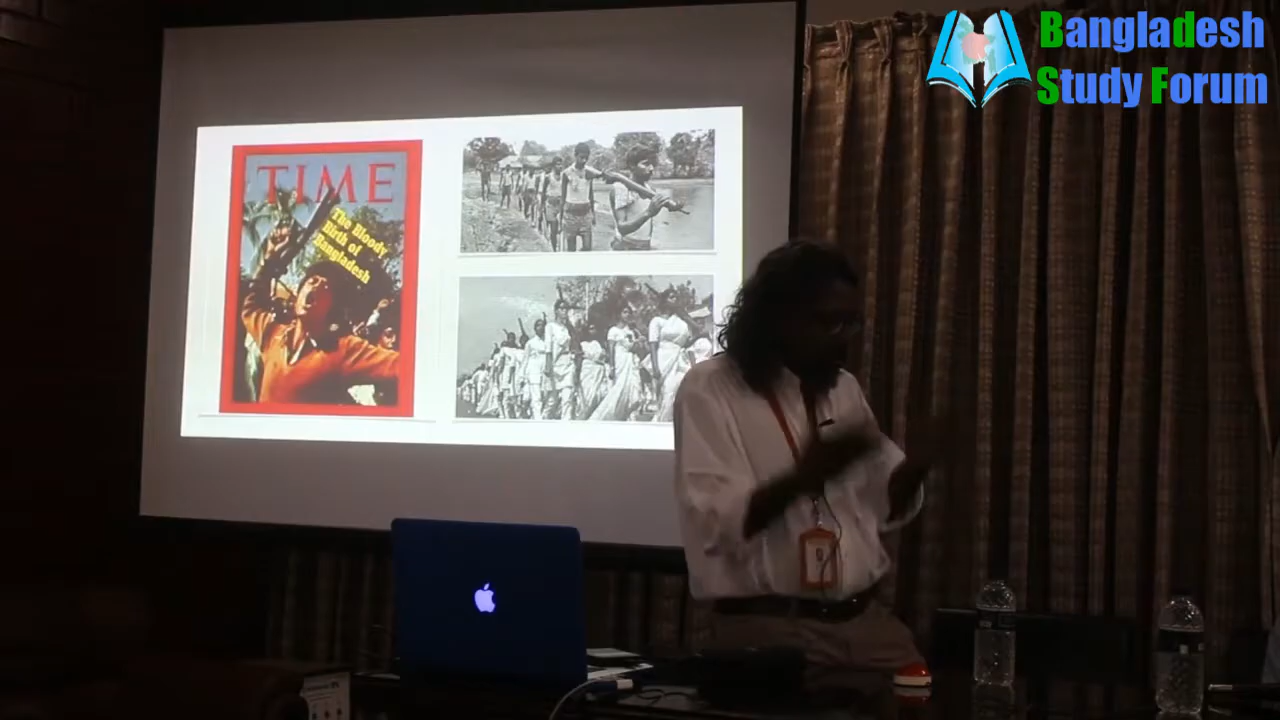 Bangladesh
Study Forum
TIME
The Bloody
Birth of
Bangladesh